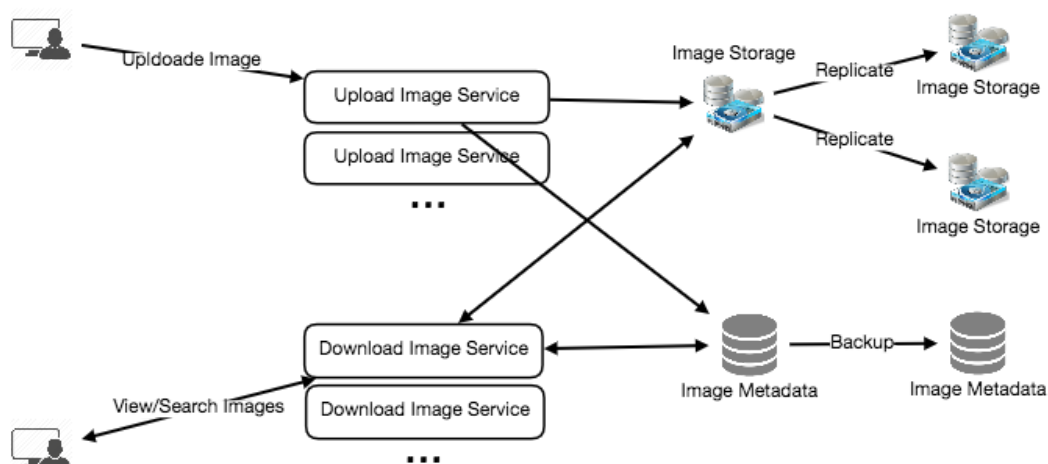 Upldoade Image
Upload Image Service
Upload Image Service
...
Image Storage
Replicate
Image Storage
Replicate
Image Storage
Download Image Service
Download Image Service
...
View/Search Images
Image Metadata
Backup
Image Metadata